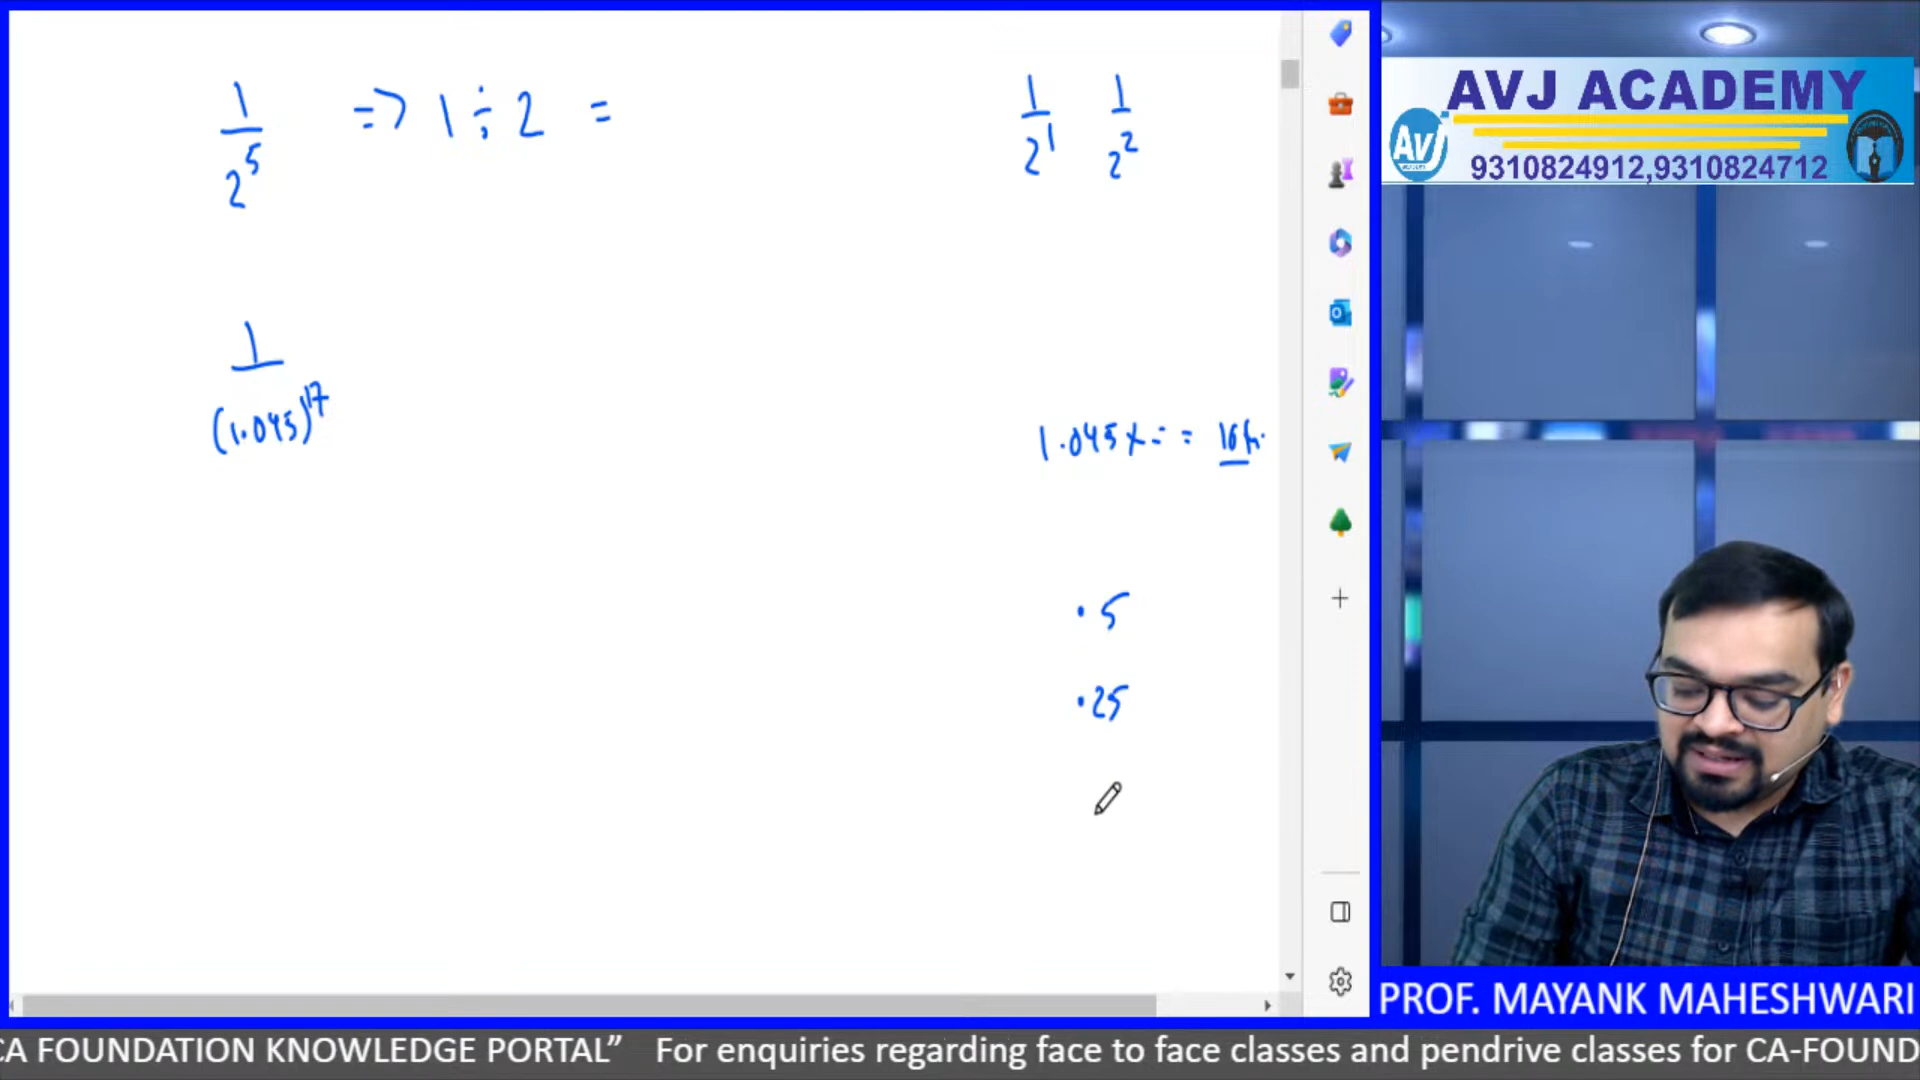 1/2^5 => 1 ÷ 2 =
1/2^1 1/2^2
1/(1.045)^17
1.045 × = = 16
.5
.25
AVJ ACADEMY
AVJ
9310824912,9310824712
PROF. MAYANK MAHESHWARI
CA FOUNDATION KNOWLEDGE PORTAL” For enquiries regarding face to face classes and pendrive classes for CA-FOUND